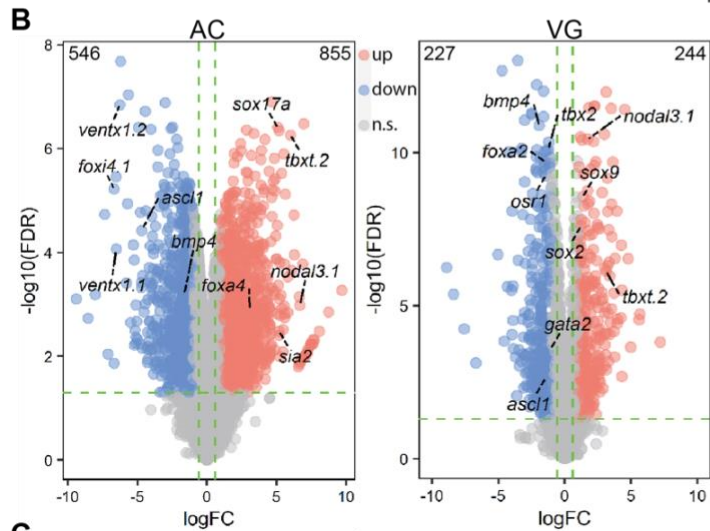 B
AC
VG
546
855
up
down
n.s.
227
244
8
6
4
2
0
-10
-5
0
5
10
-log10(FDR)
logFC
ventx1.2
foxi4.1
ascl1
bmp4
ventx1.1
sox17a
tbxt.2
foxa4
nodal3.1
sia2
10
5
0
-10
-5
0
5
10
-log10(FDR)
logFC
bmp4
tbx2
nodal3.1
foxa2
sox9
osr1
sox2
tbxt.2
gata2
ascl1